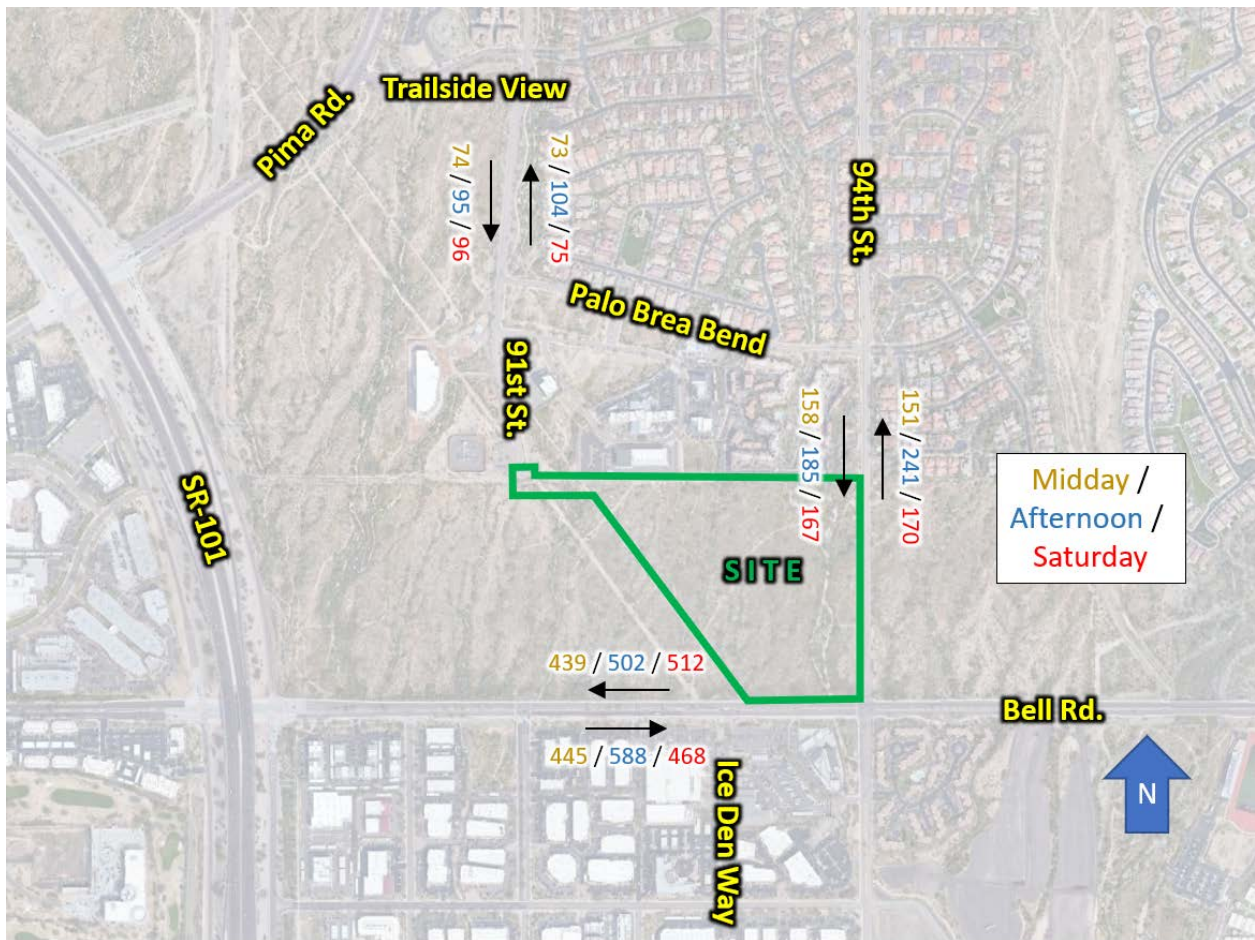 Trailside View
Pima Rd.
74 / 95 / 96
73 / 104 / 75
94th St.
Palo Brea Bend
91st St.
158 / 185 / 167
151 / 241 / 170
Midday /
Afternoon /
Saturday
SR-101
SITE
439 / 502 / 512
Bell Rd.
445 / 588 / 468
Ice Den Way
N